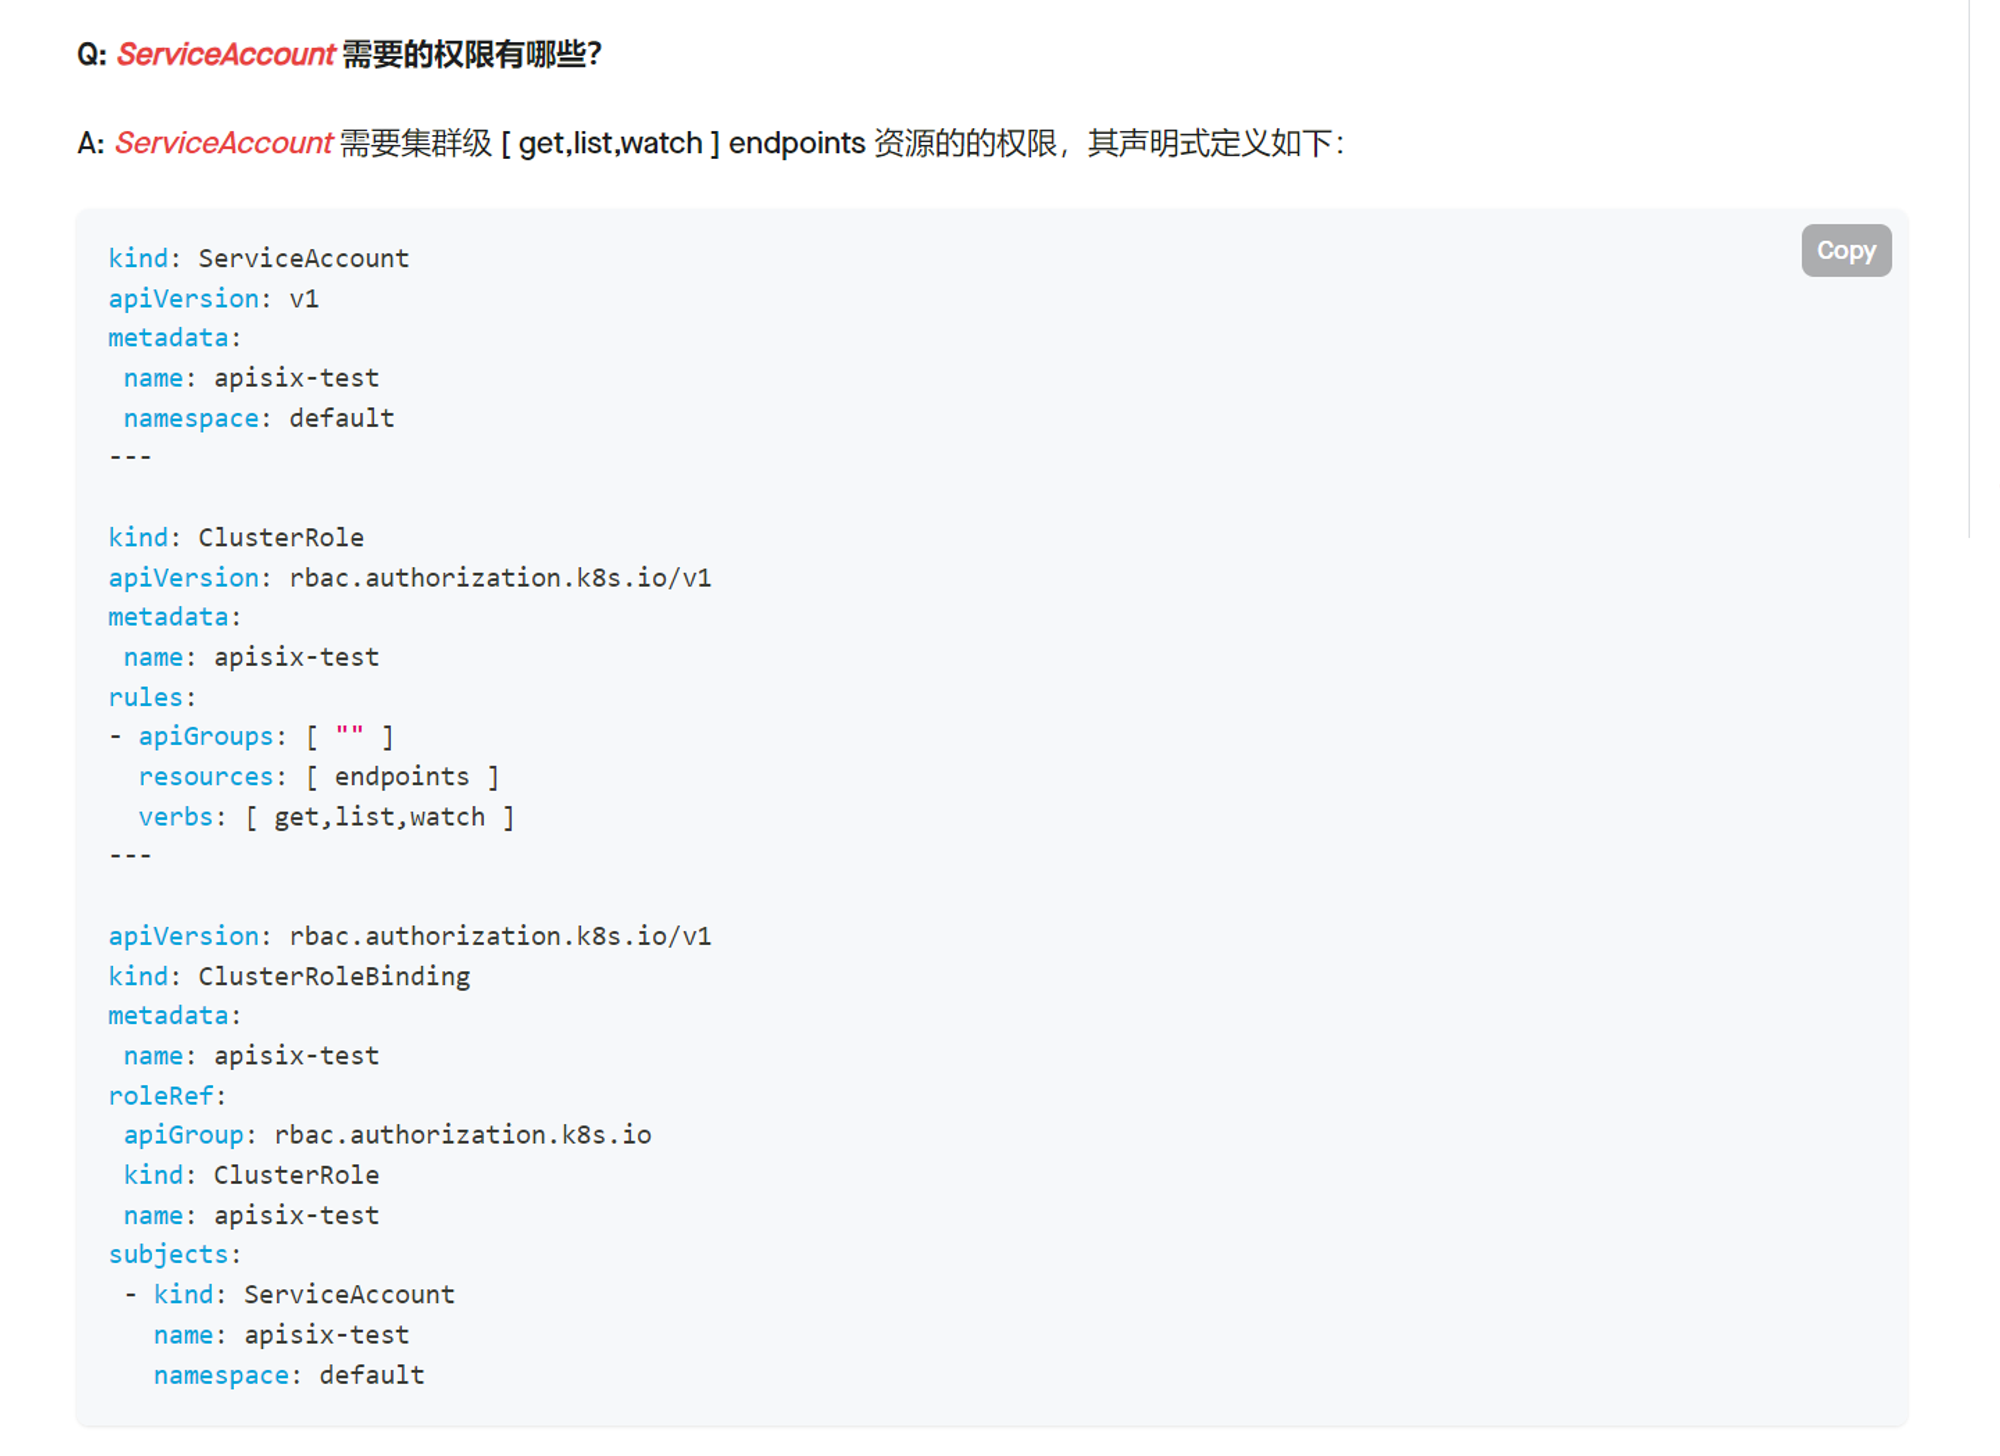 Q: ServiceAccount 需要的权限有哪些？
A: ServiceAccount 需要集群级 [ get,list,watch ] endpoints 资源的的权限，其声明式定义如下：
Copy
kind: ServiceAccount
apiVersion: v1
metadata:
 name: apisix-test
 namespace: default
---

kind: ClusterRole
apiVersion: rbac.authorization.k8s.io/v1
metadata:
 name: apisix-test
rules:
- apiGroups: [ "" ]
  resources: [ endpoints ]
  verbs: [ get,list,watch ]
---

apiVersion: rbac.authorization.k8s.io/v1
kind: ClusterRoleBinding
metadata:
 name: apisix-test
roleRef:
 apiGroup: rbac.authorization.k8s.io
 kind: ClusterRole
 name: apisix-test
subjects:
 - kind: ServiceAccount
   name: apisix-test
   namespace: default